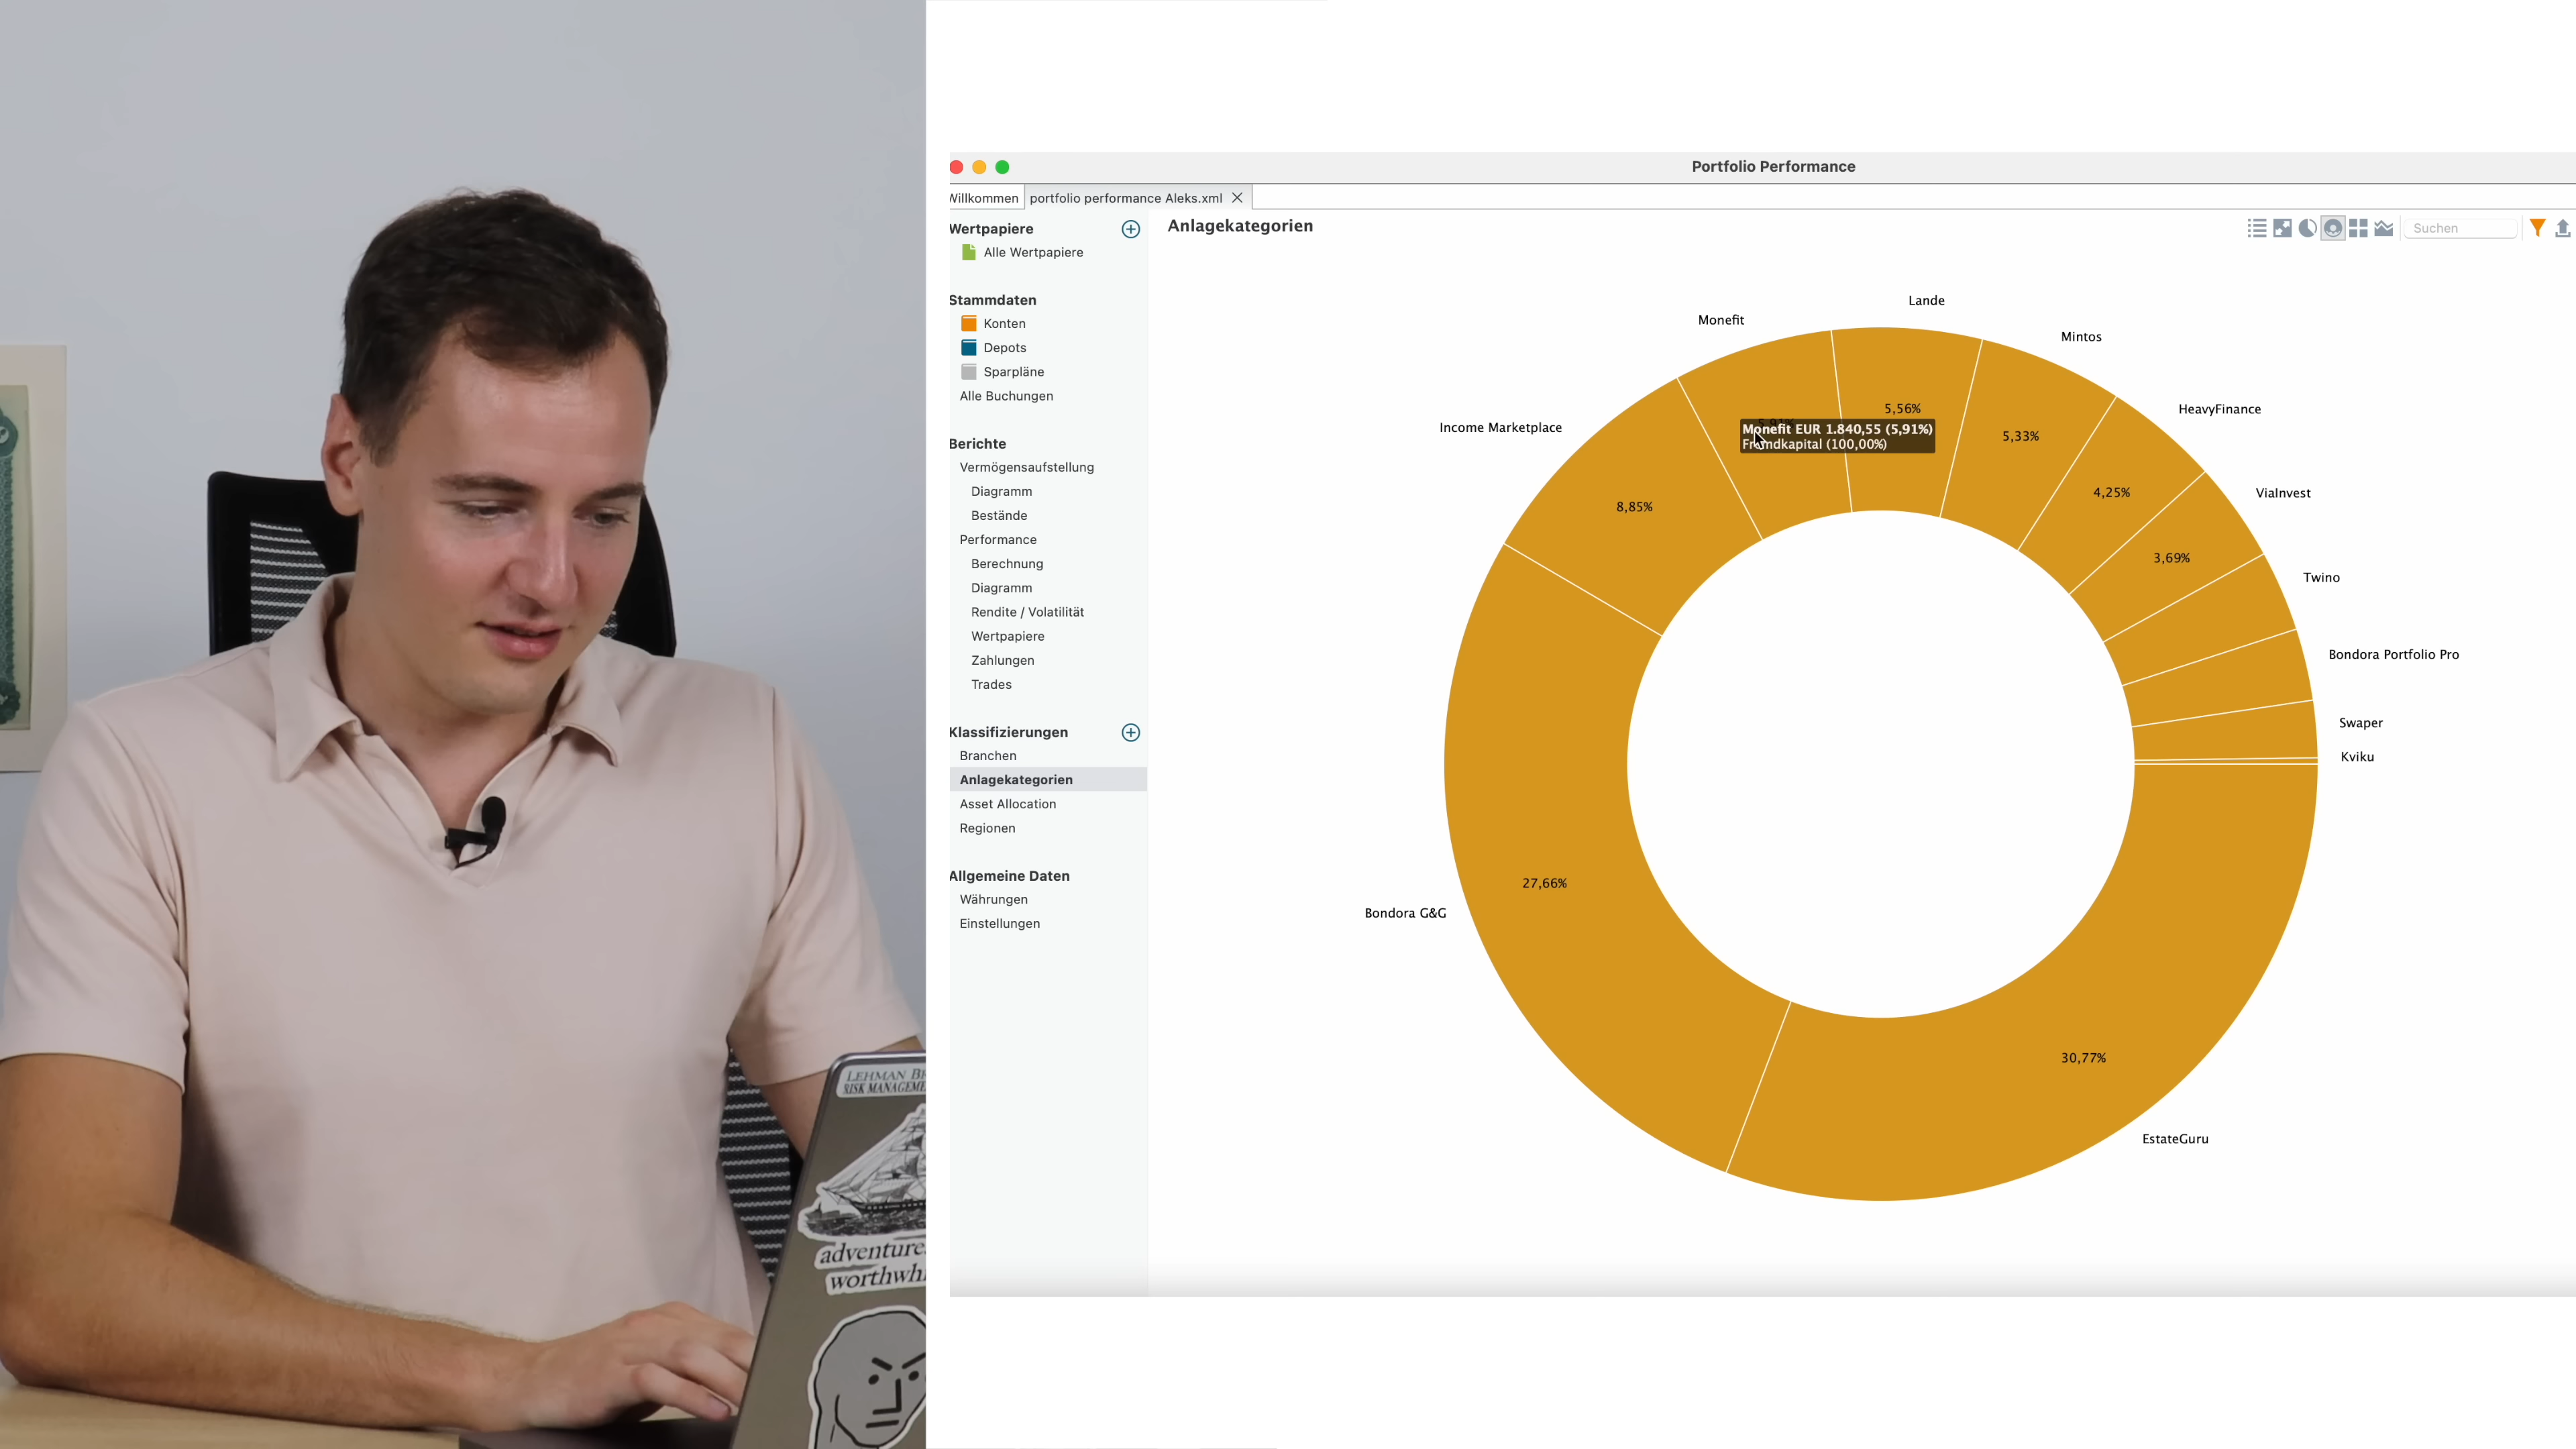 LEHMAN BR
RISK MANAGEME
adventure
worthwhi
Portfolio Performance
Willkommen
portfolio performance Aleks.xml
Wertpapiere
Alle Wertpapiere
Stammdaten
Konten
Depots
Sparpläne
Alle Buchungen
Berichte
Vermögensaufstellung
Diagramm
Bestände
Performance
Berechnung
Diagramm
Rendite / Volatilität
Wertpapiere
Zahlungen
Trades
Klassifizierungen
Branchen
Anlagekategorien
Asset Allocation
Regionen
Allgemeine Daten
Währungen
Einstellungen
Anlagekategorien
Suchen
Lande
Monefit
Mintos
HeavyFinance
Income Marketplace
5,56%
Monefit EUR 1.840,55 (5,91%)
Fremdkapital (100,00%)
5,33%
4,25%
ViaInvest
8,85%
3,69%
Twino
Bondora Portfolio Pro
Swaper
Kviku
27,66%
Bondora G&G
30,77%
EstateGuru